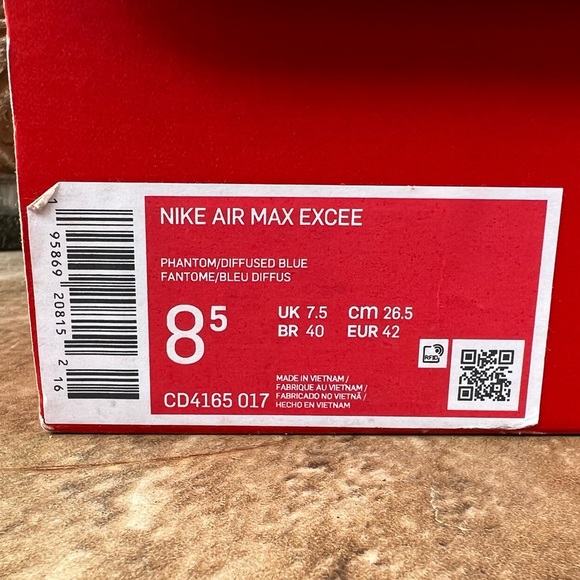 1 95869 20815 2 16
NIKE AIR MAX EXCEE
PHANTOM/DIFFUSED BLUE
FANTOME/BLEU DIFFUS
8⁵
UK 7.5 cm 26.5
BR 40 EUR 42
RFID
CD4165 017
MADE IN VIETNAM /
FABRIQUE AU VIETNAM /
FABRICADO NO VIETNÃ /
HECHO EN VIETNAM